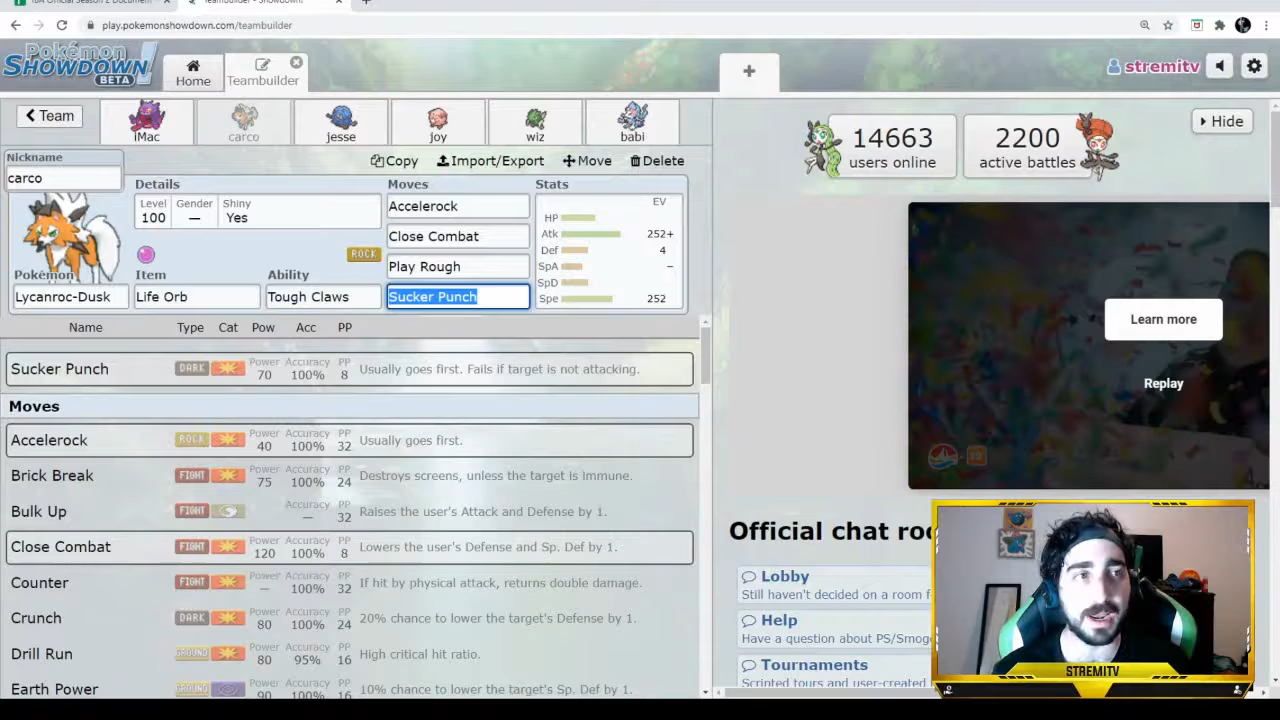 play.pokemonshowdown.com/teambuilder
Pokémon
SHOWDOWN!
BETA
Home
Teambuilder
+
stremitv
Team
iMac
carco
jesse
joy
wiz
babi
14663
users online
2200
active battles
Hide
Nickname
carco
Copy
Import/Export
Move
Delete
Details
Level
100
Gender
—
Shiny
Yes
Moves
Accelerock
Close Combat
Play Rough
Sucker Punch
Stats
EV
HP
Atk 252+
Def 4
SpA –
SpD
Spe 252
ROCK
Pokémon
Lycanroc-Dusk
Item
Life Orb
Ability
Tough Claws
Name Type Cat Pow Acc PP
Sucker Punch DARK Power 70 Accuracy 100% PP 8 Usually goes first. Fails if target is not attacking.
Moves
Accelerock ROCK Power 40 Accuracy 100% PP 32 Usually goes first.
Brick Break FIGHT Power 75 Accuracy 100% PP 24 Destroys screens, unless the target is immune.
Bulk Up FIGHT Accuracy — PP 32 Raises the user's Attack and Defense by 1.
Close Combat FIGHT Power 120 Accuracy 100% PP 8 Lowers the user's Defense and Sp. Def by 1.
Counter FIGHT Power — Accuracy 100% PP 32 If hit by physical attack, returns double damage.
Crunch DARK Power 80 Accuracy 100% PP 24 20% chance to lower the target's Defense by 1.
Drill Run GROUND Power 80 Accuracy 95% PP 16 High critical hit ratio.
Earth Power GROUND Power 90 Accuracy 100% PP 16 10% chance to lower the target's Sp. Def by 1.
Learn more
Replay
Official chat roo
Lobby
Still haven't decided on a room f
Help
Have a question about PS/Smog
Tournaments
Scripted tours and user-created
STREMITV